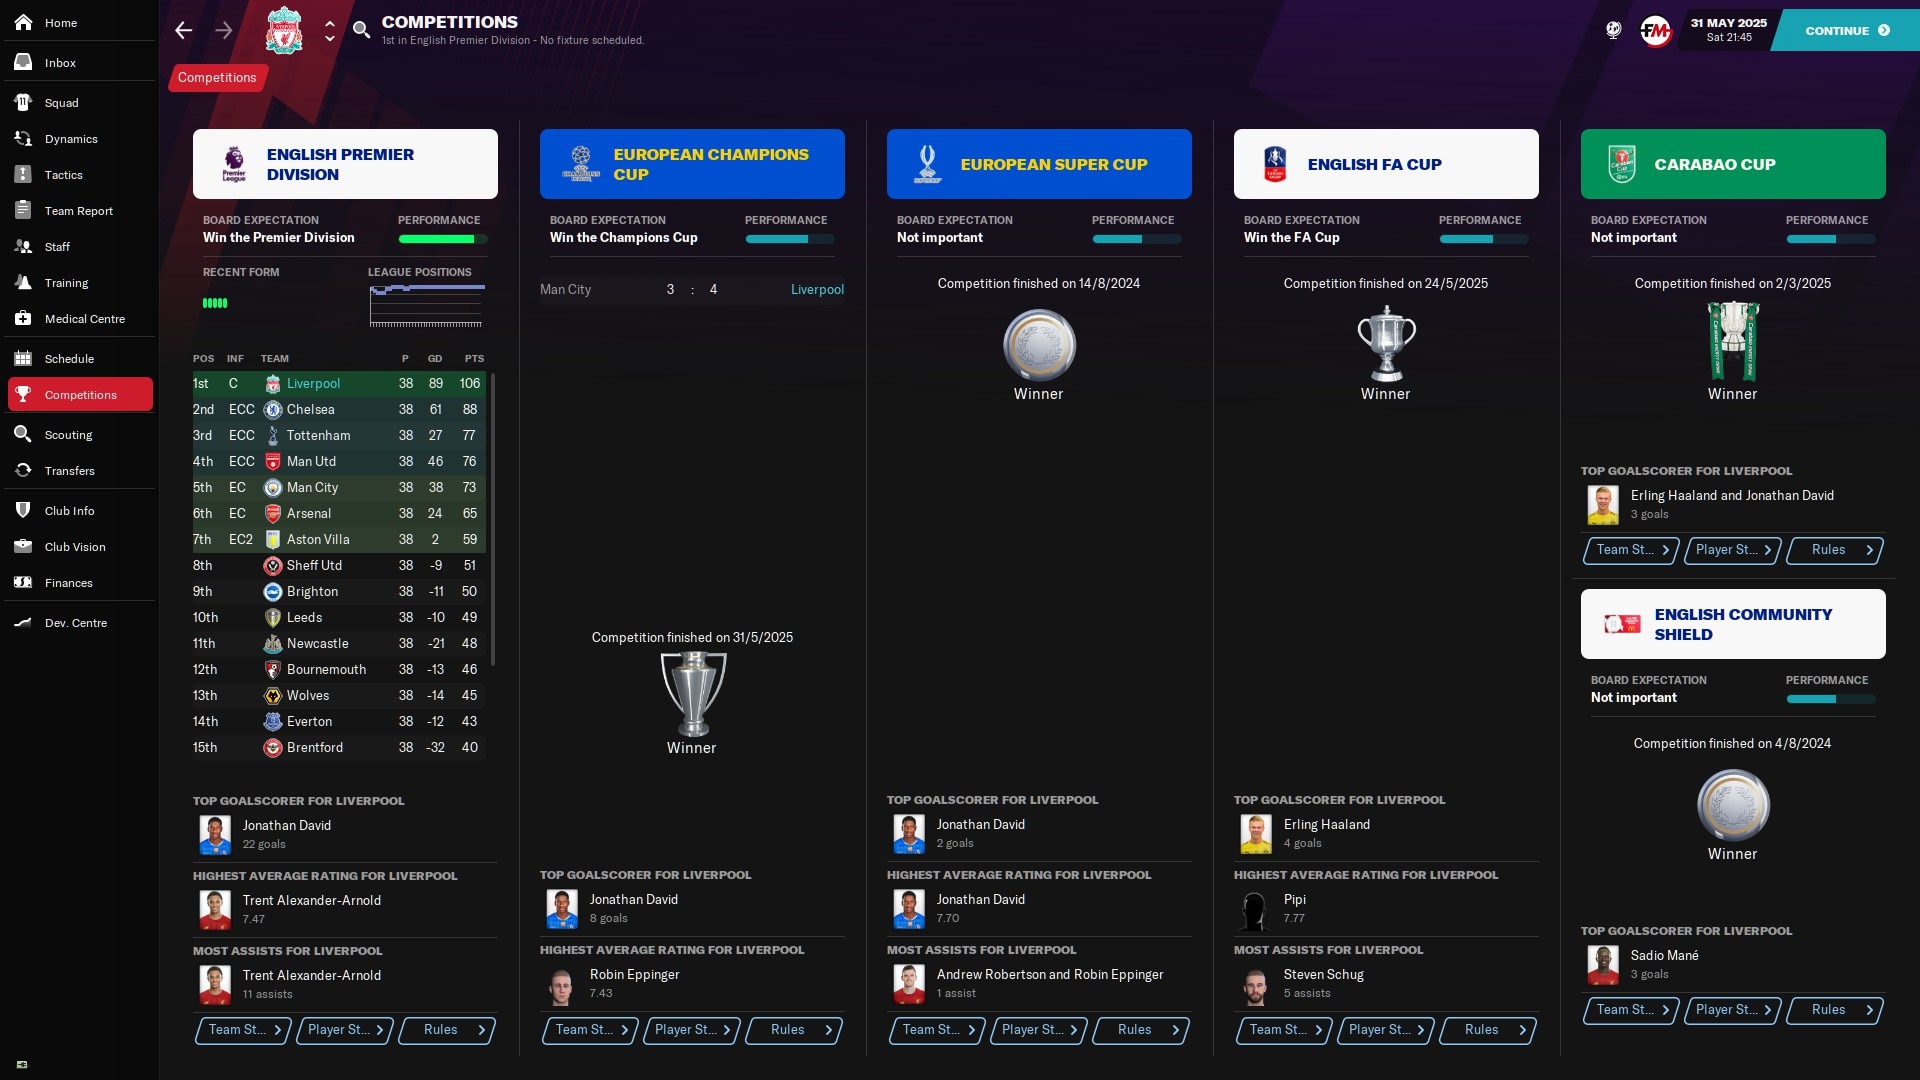 Home
Inbox
Squad
Dynamics
Tactics
Team Report
Staff
Training
Medical Centre
Schedule
Competitions
Scouting
Transfers
Club Info
Club Vision
Finances
Dev. Centre
COMPETITIONS
1st in English Premier Division - No fixture scheduled.
FM
31 MAY 2025
Sat 21:45
CONTINUE
Competitions
Premier League
ENGLISH PREMIER DIVISION
BOARD EXPECTATION PERFORMANCE
Win the Premier Division
RECENT FORM LEAGUE POSITIONS
POS INF TEAM P GD PTS
1st C Liverpool 38 89 106
2nd ECC Chelsea 38 61 88
3rd ECC Tottenham 38 27 77
4th ECC Man Utd 38 46 76
5th EC Man City 38 38 73
6th EC Arsenal 38 24 65
7th EC2 Aston Villa 38 2 59
8th Sheff Utd 38 -9 51
9th Brighton 38 -11 50
10th Leeds 38 -10 49
11th Newcastle 38 -21 48
12th Bournemouth 38 -13 46
13th Wolves 38 -14 45
14th Everton 38 -12 43
15th Brentford 38 -32 40
TOP GOALSCORER FOR LIVERPOOL
Jonathan David
22 goals
HIGHEST AVERAGE RATING FOR LIVERPOOL
Trent Alexander-Arnold
7.47
MOST ASSISTS FOR LIVERPOOL
Trent Alexander-Arnold
11 assists
Team St... Player St... Rules
EUROPEAN CHAMPIONS CUP
BOARD EXPECTATION PERFORMANCE
Win the Champions Cup
Man City 3 : 4 Liverpool
Competition finished on 31/5/2025
Winner
TOP GOALSCORER FOR LIVERPOOL
Jonathan David
8 goals
HIGHEST AVERAGE RATING FOR LIVERPOOL
Robin Eppinger
7.43
Team St... Player St... Rules
EUROPEAN SUPER CUP
BOARD EXPECTATION PERFORMANCE
Not important
Competition finished on 14/8/2024
Winner
TOP GOALSCORER FOR LIVERPOOL
Jonathan David
2 goals
HIGHEST AVERAGE RATING FOR LIVERPOOL
Jonathan David
7.70
MOST ASSISTS FOR LIVERPOOL
Andrew Robertson and Robin Eppinger
1 assist
Team St... Player St... Rules
ENGLISH FA CUP
BOARD EXPECTATION PERFORMANCE
Win the FA Cup
Competition finished on 24/5/2025
Winner
TOP GOALSCORER FOR LIVERPOOL
Erling Haaland
4 goals
HIGHEST AVERAGE RATING FOR LIVERPOOL
Pipi
7.77
MOST ASSISTS FOR LIVERPOOL
Steven Schug
5 assists
Team St... Player St... Rules
CARABAO CUP
BOARD EXPECTATION PERFORMANCE
Not important
Competition finished on 2/3/2025
Winner
TOP GOALSCORER FOR LIVERPOOL
Erling Haaland and Jonathan David
3 goals
Team St... Player St... Rules
ENGLISH COMMUNITY SHIELD
BOARD EXPECTATION PERFORMANCE
Not important
Competition finished on 4/8/2024
Winner
TOP GOALSCORER FOR LIVERPOOL
Sadio Mané
3 goals
Team St... Player St... Rules